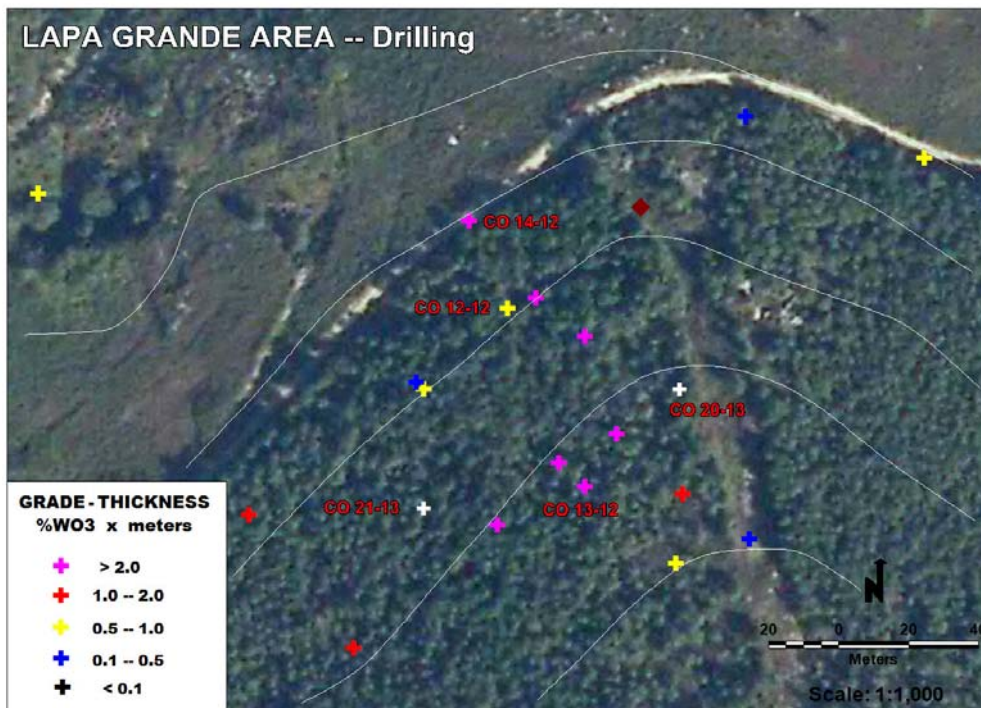 LAPA GRANDE AREA -- Drilling
CO 14-12
CO 12-12
CO 20-13
CO 21-13
CO 13-12
GRADE - THICKNESS
%WO3 x meters
> 2.0
1.0 -- 2.0
0.5 -- 1.0
0.1 -- 0.5
< 0.1
N
20 0 20 40
Meters
Scale: 1:1,000